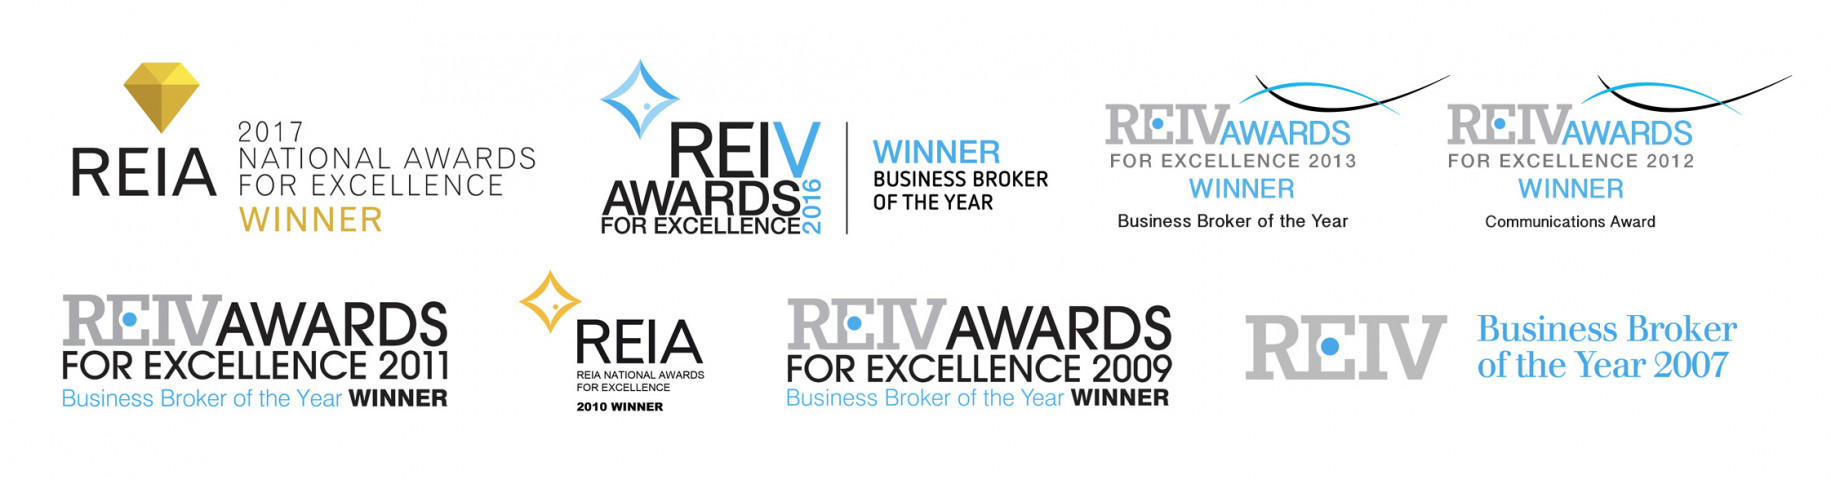 REIA
2017
NATIONAL AWARDS
FOR EXCELLENCE
WINNER
REIV
AWARDS
FOR EXCELLENCE
2016
WINNER
BUSINESS BROKER
OF THE YEAR
REIV AWARDS
FOR EXCELLENCE 2013
WINNER
Business Broker of the Year
REIV AWARDS
FOR EXCELLENCE 2012
WINNER
Communications Award
REIV AWARDS
FOR EXCELLENCE 2011
Business Broker of the Year WINNER
REIA
REIA NATIONAL AWARDS
FOR EXCELLENCE
2010 WINNER
REIV AWARDS
FOR EXCELLENCE 2009
Business Broker of the Year WINNER
REIV
Business Broker
of the Year 2007